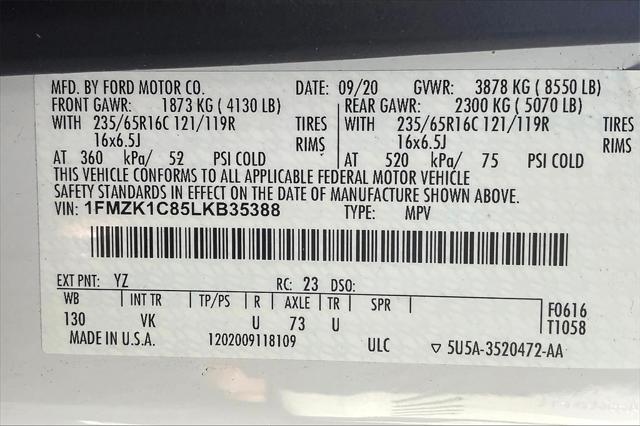 MFD. BY FORD MOTOR CO. DATE: 09/20 GVWR: 3878 KG ( 8550 LB)
FRONT GAWR: 1873 KG ( 4130 LB) REAR GAWR: 2300 KG ( 5070 LB)
WITH 235/65R16C 121/119R TIRES WITH 235/65R16C 121/119R TIRES
16x6.5J RIMS 16x6.5J RIMS
AT 360 kPa/ 52 PSI COLD AT 520 kPa/ 75 PSI COLD
THIS VEHICLE CONFORMS TO ALL APPLICABLE FEDERAL MOTOR VEHICLE
SAFETY STANDARDS IN EFFECT ON THE DATE OF MANUFACTURE SHOWN ABOVE.
VIN: 1FMZK1C85LKB35388 TYPE: MPV
EXT PNT: YZ RC: 23 DSO:
WB INT TR TP/PS R AXLE TR SPR F0616
130 VK U 73 U T1058
MADE IN U.S.A. 1202009118109 ULC ▽ 5U5A-3520472-AA